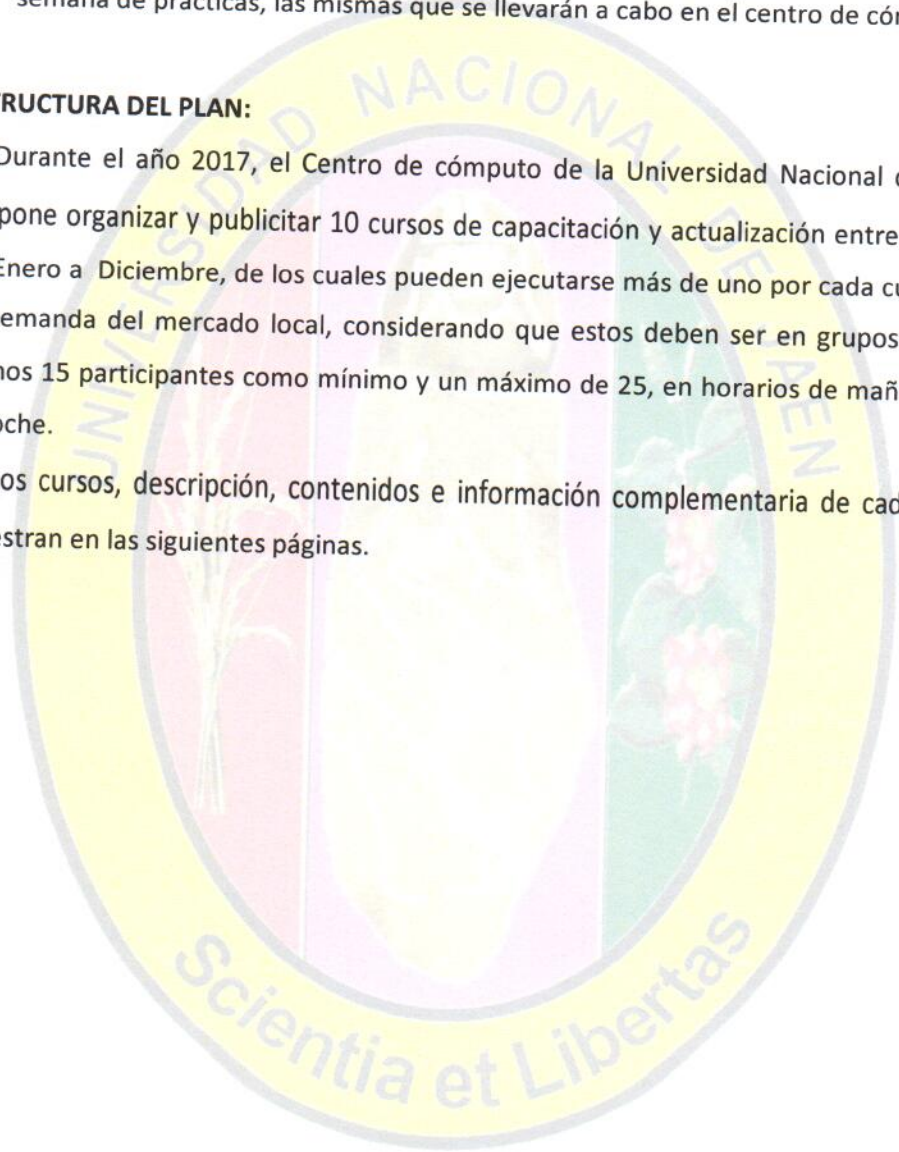 semana de prácticas, las mismas que se llevarán a cabo en el centro de có
RUCTURA DEL PLAN:
Durante el año 2017, el Centro de cómputo de la Universidad Nacional
pone organizar y publicitar 10 cursos de capacitación y actualización entre
Enero a Diciembre, de los cuales pueden ejecutarse más de uno por cada
emanda del mercado local, considerando que estos deben ser en grupos
nos 15 participantes como mínimo y un máximo de 25, en horarios de mañ
oche.
os cursos, descripción, contenidos e información complementaria de cad
estran en las siguientes páginas.
UNIVERSIDAD NACIONAL DE JAEN
Scientia et Libertas